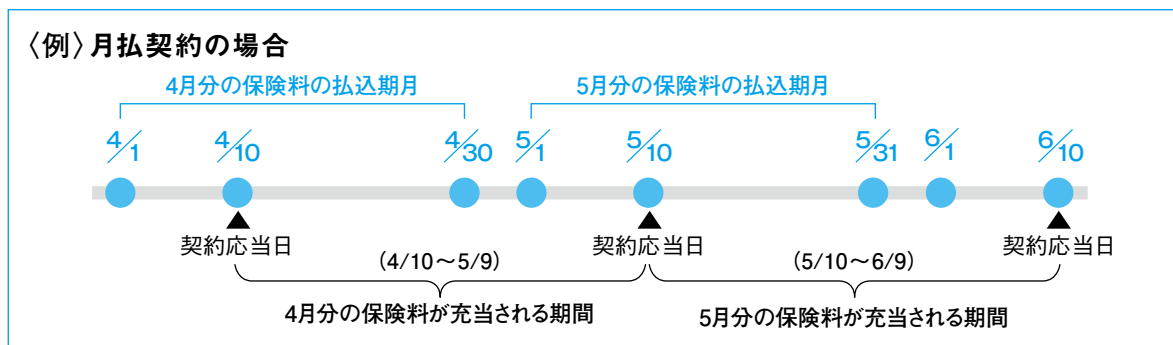 〈例〉月払契約の場合
4月分の保険料の払込期月 5月分の保険料の払込期月
4/1 4/10 4/30 5/1 5/10 5/31 6/1 6/10
契約応当日 契約応当日 契約応当日
(4/10～5/9) (5/10～6/9)
4月分の保険料が充当される期間 5月分の保険料が充当される期間